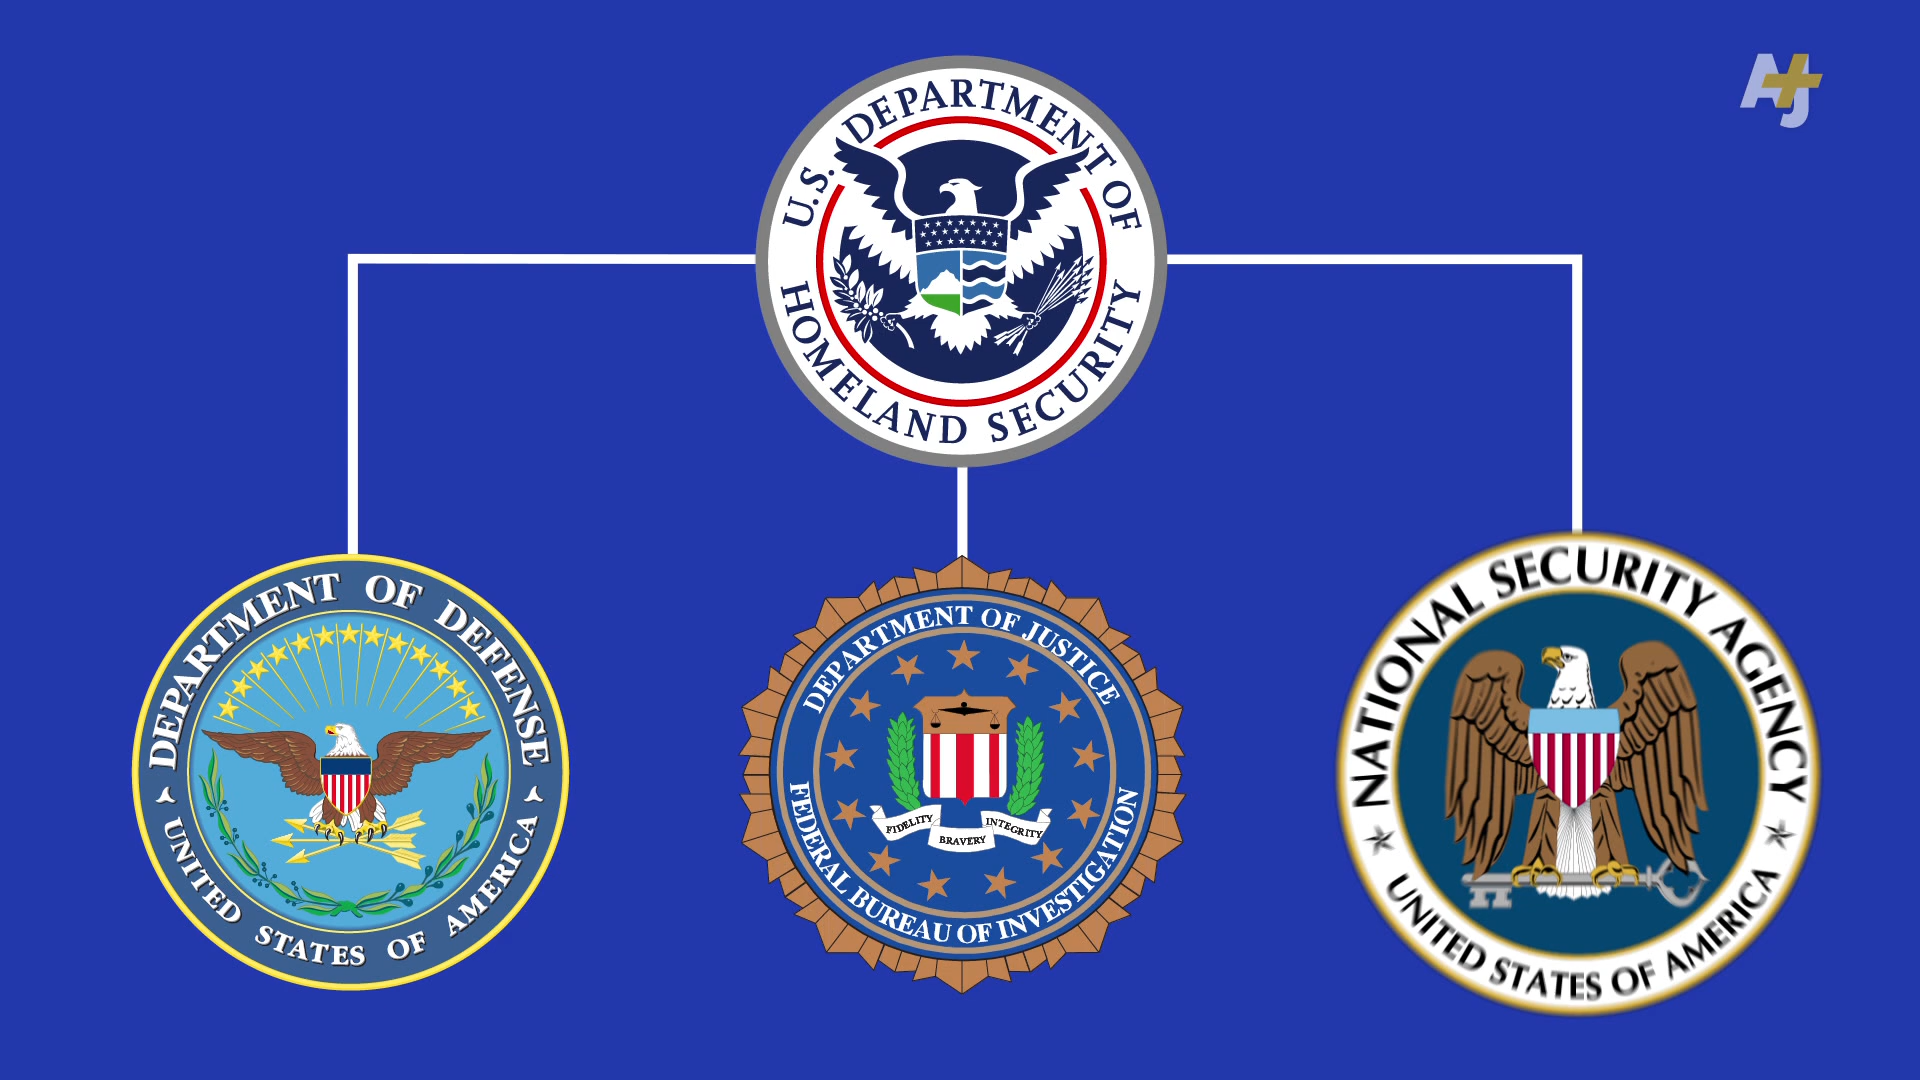 AJ+
U.S. DEPARTMENT OF
HOMELAND SECURITY
DEPARTMENT OF DEFENSE
UNITED STATES OF AMERICA
DEPARTMENT OF JUSTICE
FIDELITY
BRAVERY
INTEGRITY
FEDERAL BUREAU OF INVESTIGATION
NATIONAL SECURITY AGENCY
UNITED STATES OF AMERICA